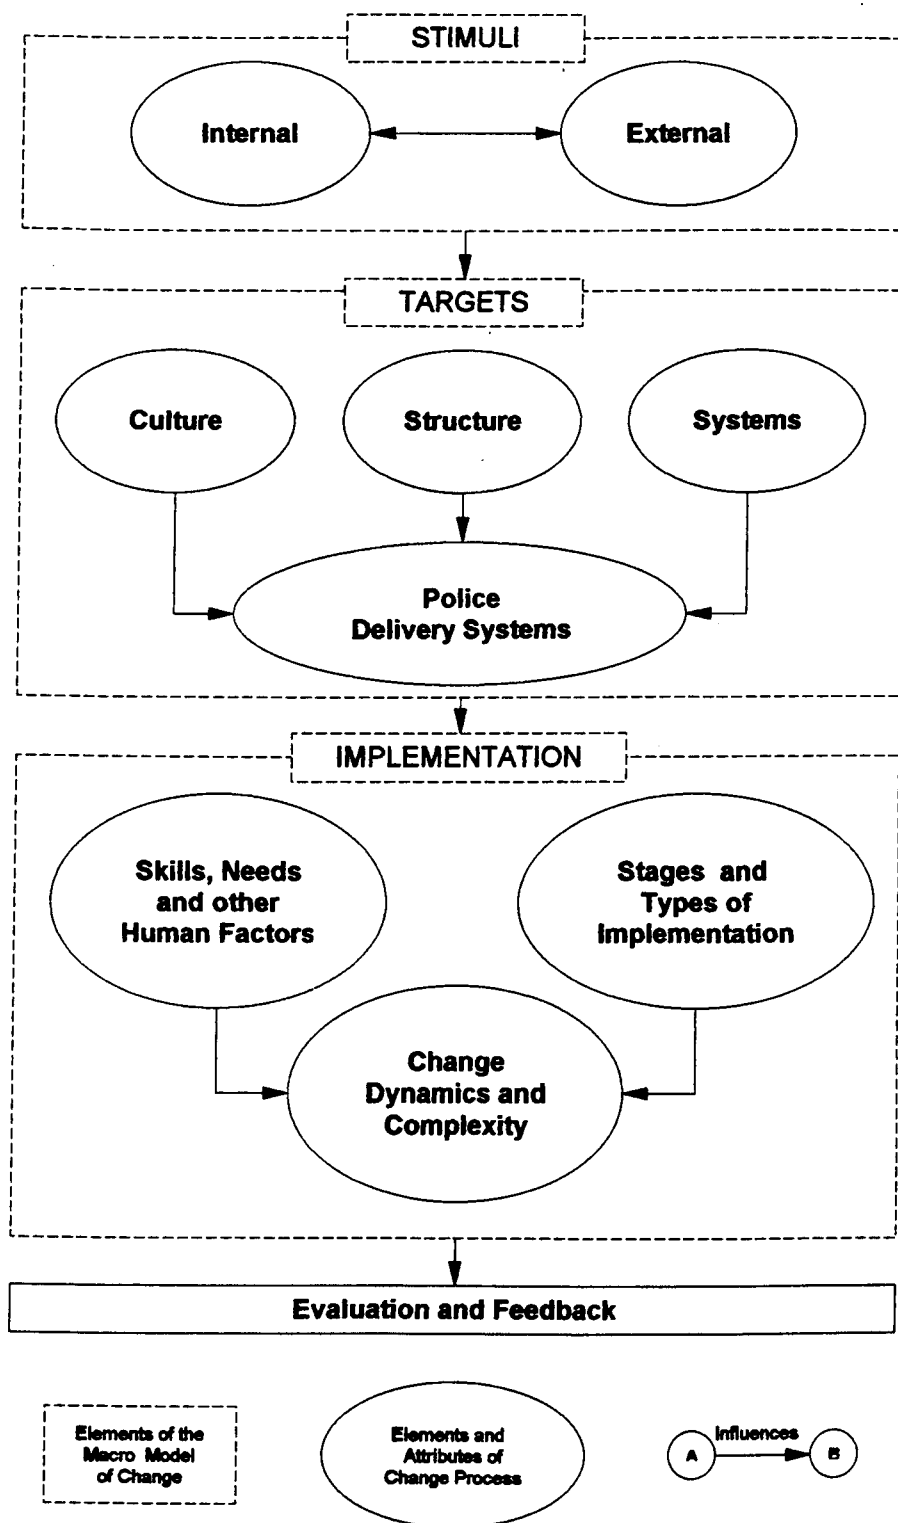 STIMULI
Internal
External
TARGETS
Culture
Structure
Systems
Police
Delivery Systems
IMPLEMENTATION
Skills, Needs
and other
Human Factors
Stages and
Types of
Implementation
Change
Dynamics and
Complexity
Evaluation and Feedback
Elements of the
Macro Model
of Change
Elements and
Attributes of
Change Process
Influences
A
B